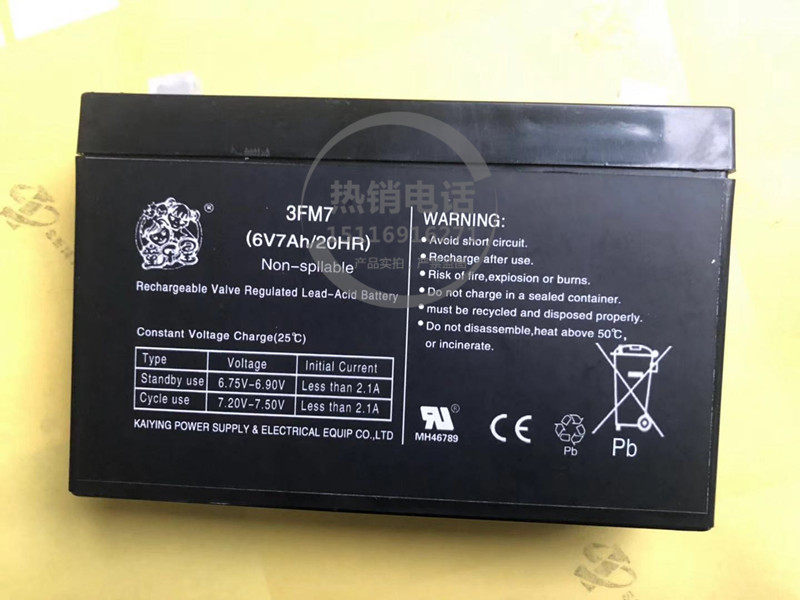 ®
3FM7
(6V7Ah/20HR)
Non-spilable
Rechargeable Valve Regulated Lead-Acid Battery
Constant Voltage Charge(25℃)
Type Voltage Initial Current
Standby use 6.75V-6.90V Less than 2.1A
Cycle use 7.20V-7.50V Less than 2.1A
KAIYING POWER SUPPLY & ELECTRICAL EQUIP CO.,LTD
WARNING:
• Avoid short circuit.
• Recharge after use.
• Risk of fire,explosion or burns.
• Do not charge in a sealed container.
• must be recycled and disposed properly.
• Do not disassemble,heat above 50℃,
or incinerate.
®
MH46789
CE
Pb
Pb
热销电话
产品实拍